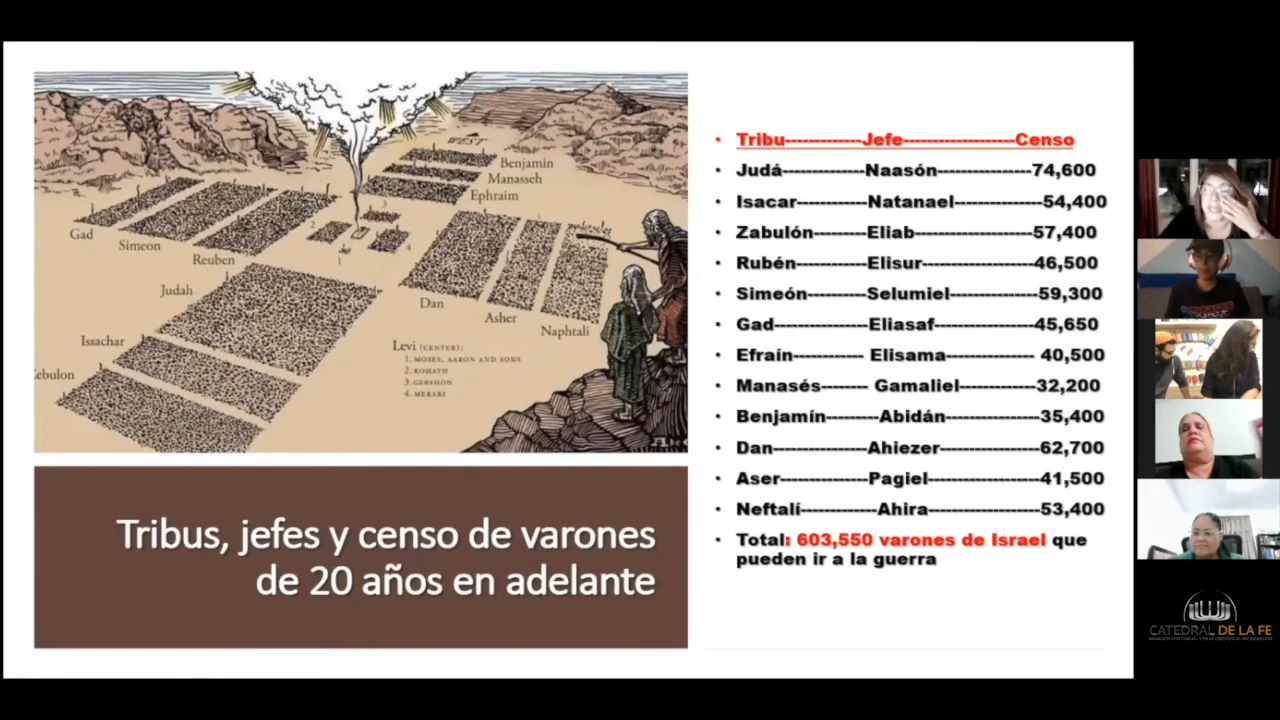 WEST
Benjamin
Manasseh
Ephraim
3
2
4
1
Gad
Simeon
Reuben
Judah
Issachar
Zebulon
Dan
Asher
Naphtali
Levi (CENTER):
1. MOSES, AARON AND SONS
2. KOHATH
3. GERSHON
4. MERARI
Tribus, jefes y censo de varones
de 20 años en adelante
• Tribu-------------Jefe-------------------Censo
• Judá--------------Naasón----------------74,600
• Isacar------------Natanael---------------54,400
• Zabulón---------Eliab--------------------57,400
• Rubén------------Elisur-------------------46,500
• Simeón----------Selumiel---------------59,300
• Gad---------------Eliasaf------------------45,650
• Efraín------------ Elisama--------------- 40,500
• Manasés-------- Gamaliel-------------32,200
• Benjamín---------Abidán----------------35,400
• Dan---------------Ahiezer-----------------62,700
• Aser---------------Pagiel-------------------41,500
• Neftalí-------------Ahira-------------------53,400
• Total: 603,550 varones de Israel que
pueden ir a la guerra
CATEDRAL DE LA FE